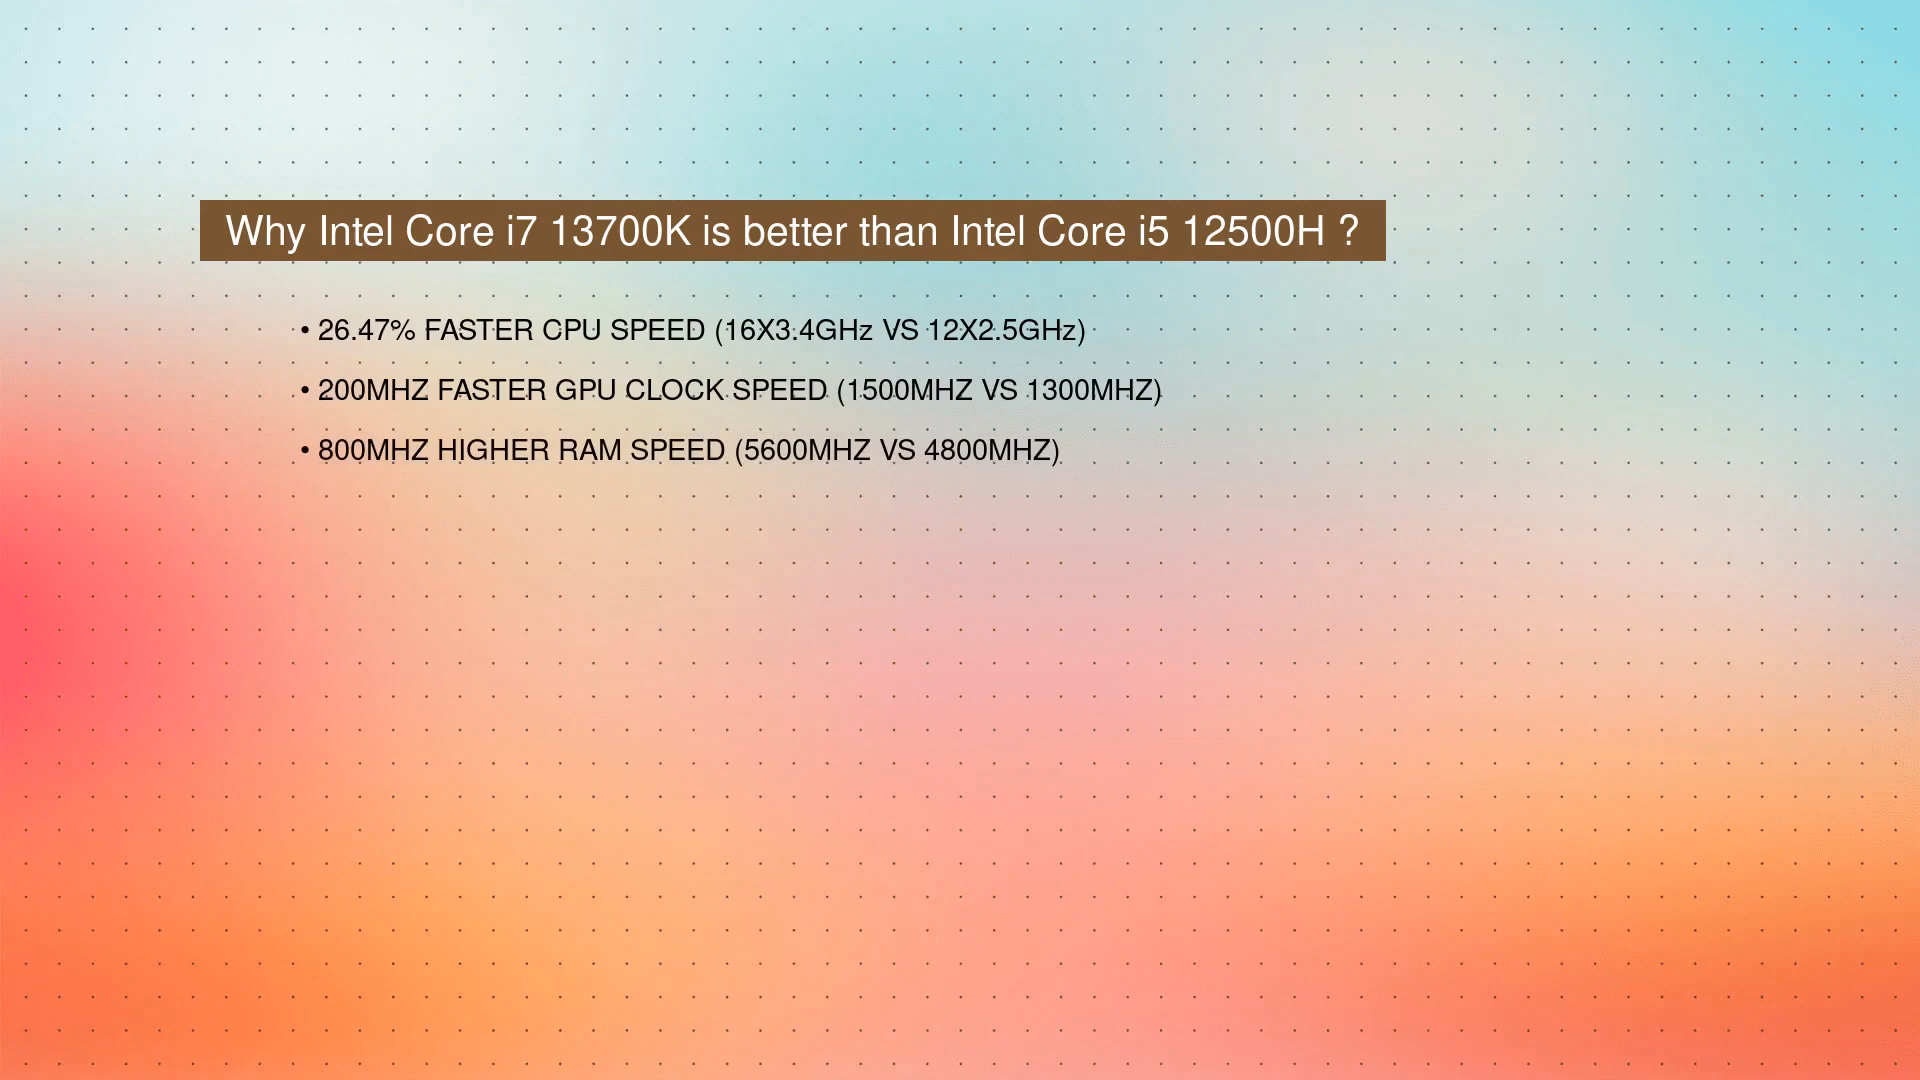 Why Intel Core i7 13700K is better than Intel Core i5 12500H ?
• 26.47% FASTER CPU SPEED (16X3.4GHz VS 12X2.5GHz)
• 200MHZ FASTER GPU CLOCK SPEED (1500MHZ VS 1300MHZ)
• 800MHZ HIGHER RAM SPEED (5600MHZ VS 4800MHZ)